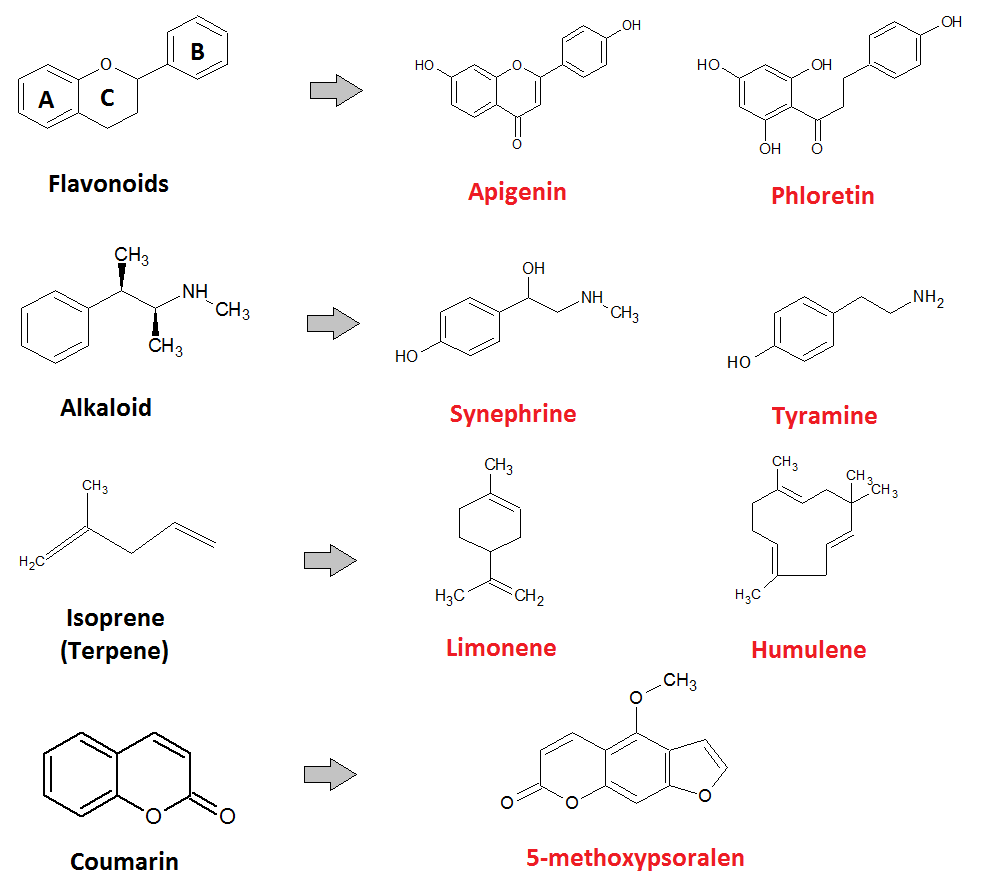 O
B
A
C
Flavonoids
HO
O
OH
O
Apigenin
HO
OH
OH
OH
O
Phloretin
CH3
NH
CH3
CH3
Alkaloid
OH
NH
CH3
HO
Synephrine
NH2
HO
Tyramine
CH3
H2C
Isoprene
(Terpene)
CH3
H3C
CH2
Limonene
CH3
CH3
CH3
H3C
Humulene
O
O
Coumarin
CH3
O
O
O
O
5-methoxypsoralen